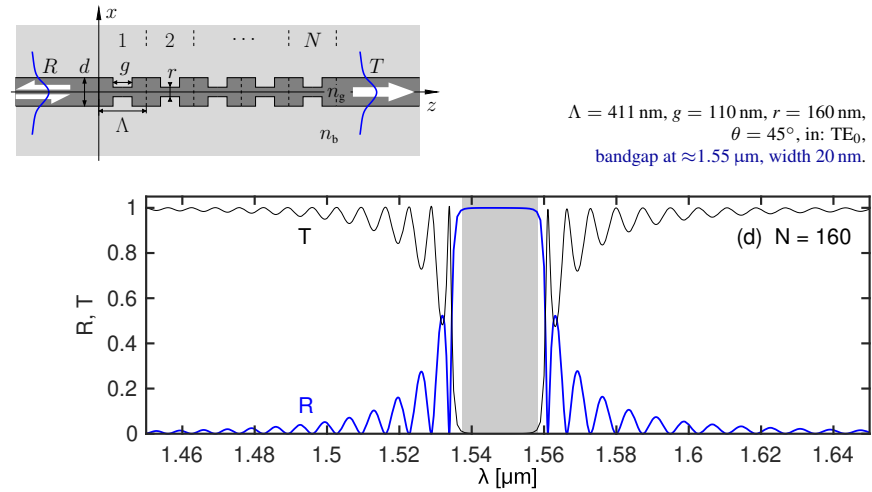 x
1 2 ··· N
R d g r T
n_g z
Λ
n_b
Λ = 411 nm, g = 110 nm, r = 160 nm,
θ = 45°, in: TE₀,
bandgap at ≈1.55 μm, width 20 nm.
1
0.8
0.6
0.4
0.2
0
R, T
T
R
(d) N = 160
1.46 1.48 1.5 1.52 1.54 1.56 1.58 1.6 1.62 1.64
λ [μm]